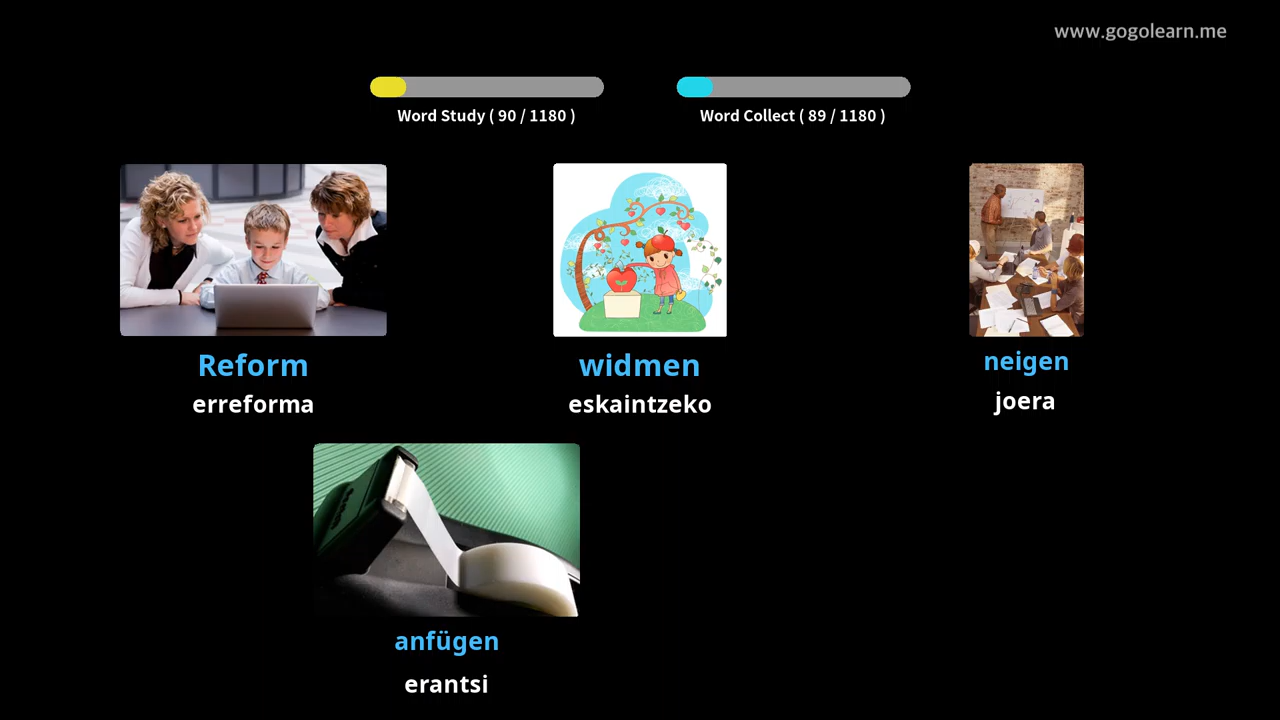 www.gogolearn.me
Word Study ( 90 / 1180 )
Word Collect ( 89 / 1180 )
Reform
erreforma
widmen
eskaintzeko
neigen
joera
anfügen
erantsi